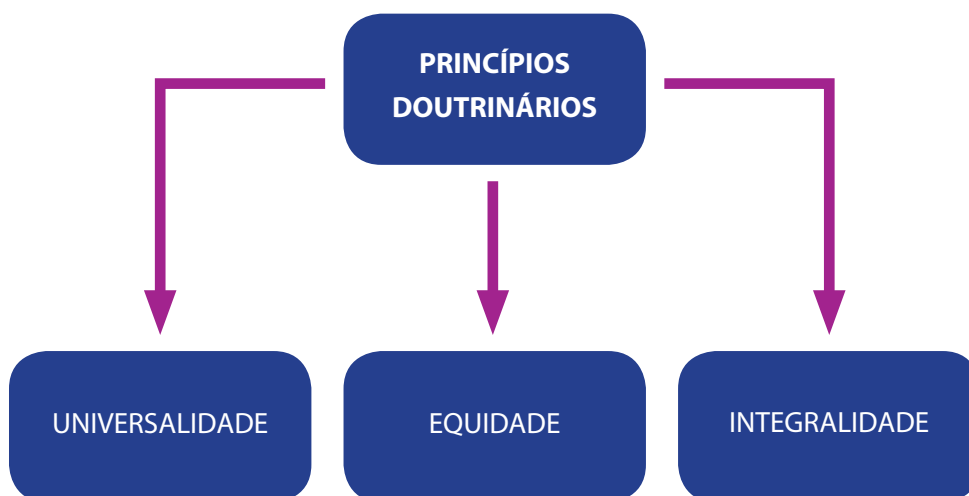 PRINCÍPIOS
DOUTRINÁRIOS
UNIVERSALIDADE
EQUIDADE
INTEGRALIDADE